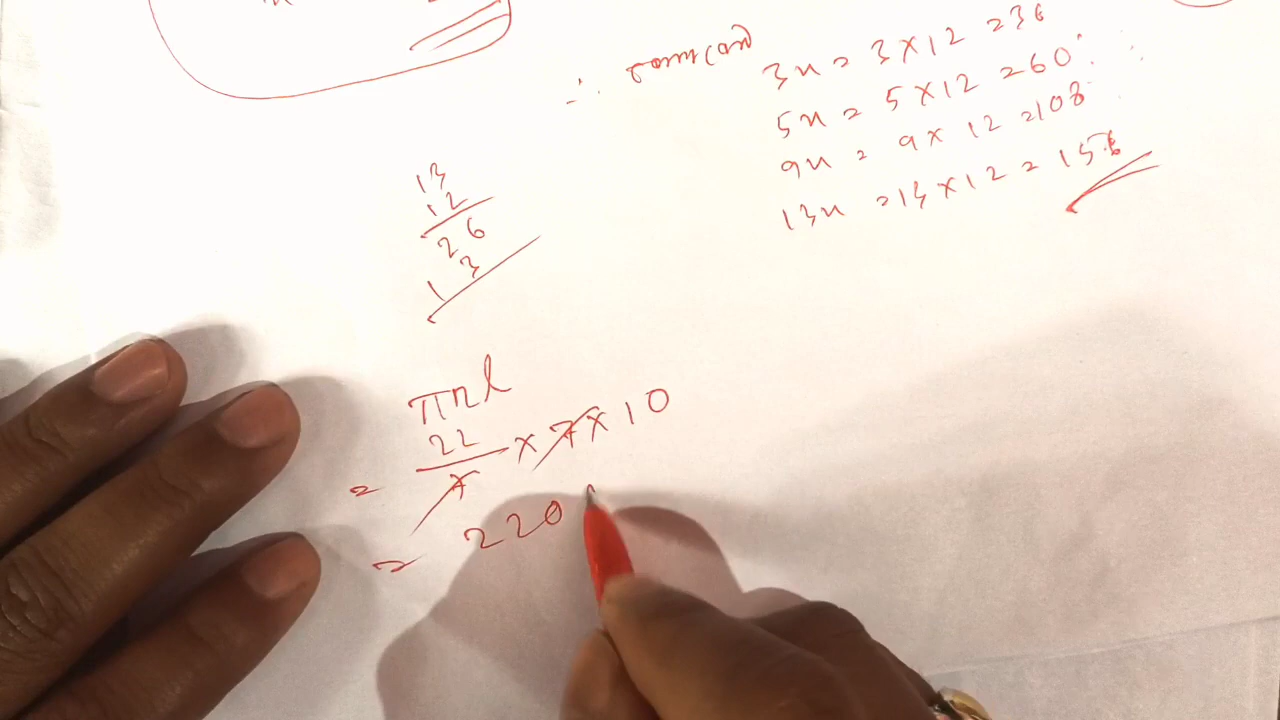 3x = 3 × 12 = 36
5x = 5 × 12 = 60
9x = 9 × 12 = 108
13x = 13 × 12 = 156
13
12
26
13
πrl
= 22/7 × 7 × 10
= 220